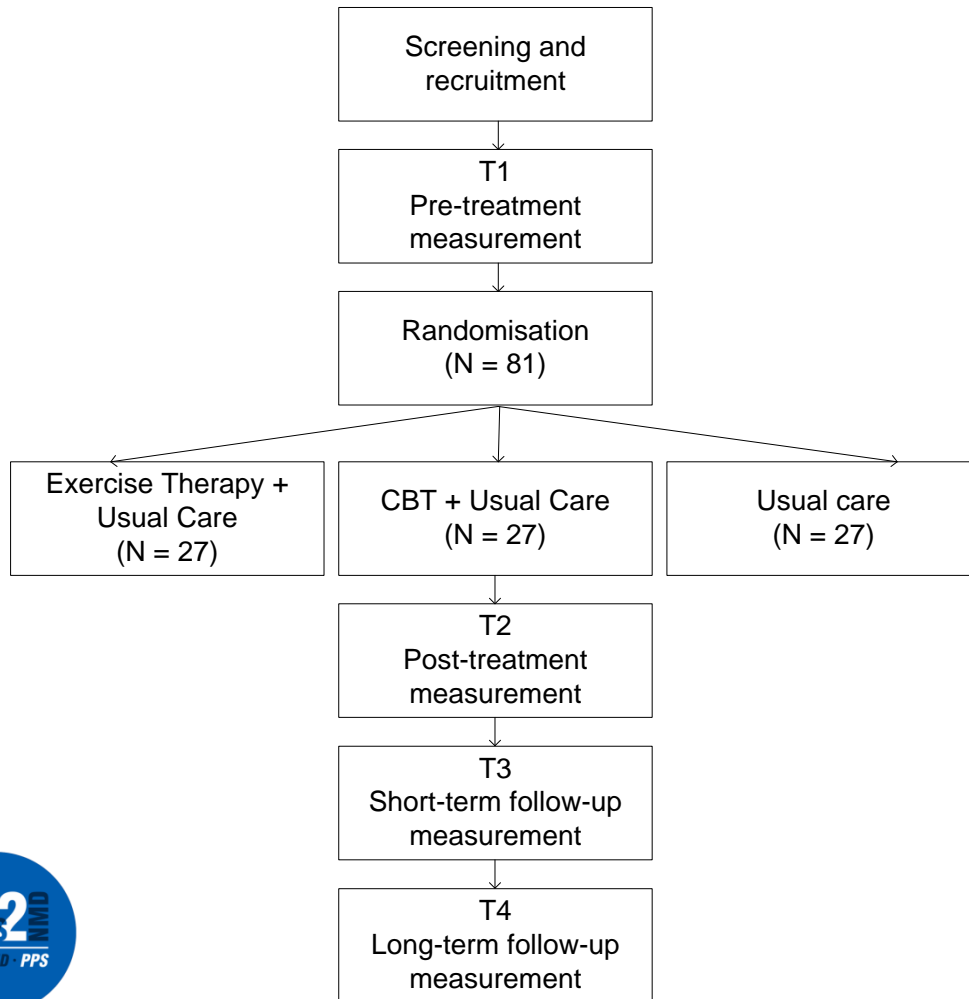 Screening and
recruitment
T1
Pre-treatment
measurement
Randomisation
(N = 81)
Exercise Therapy +
Usual Care
(N = 27)
CBT + Usual Care
(N = 27)
Usual care
(N = 27)
T2
Post-treatment
measurement
T3
Short-term follow-up
measurement
T4
Long-term follow-up
measurement
2
NMD
PPS